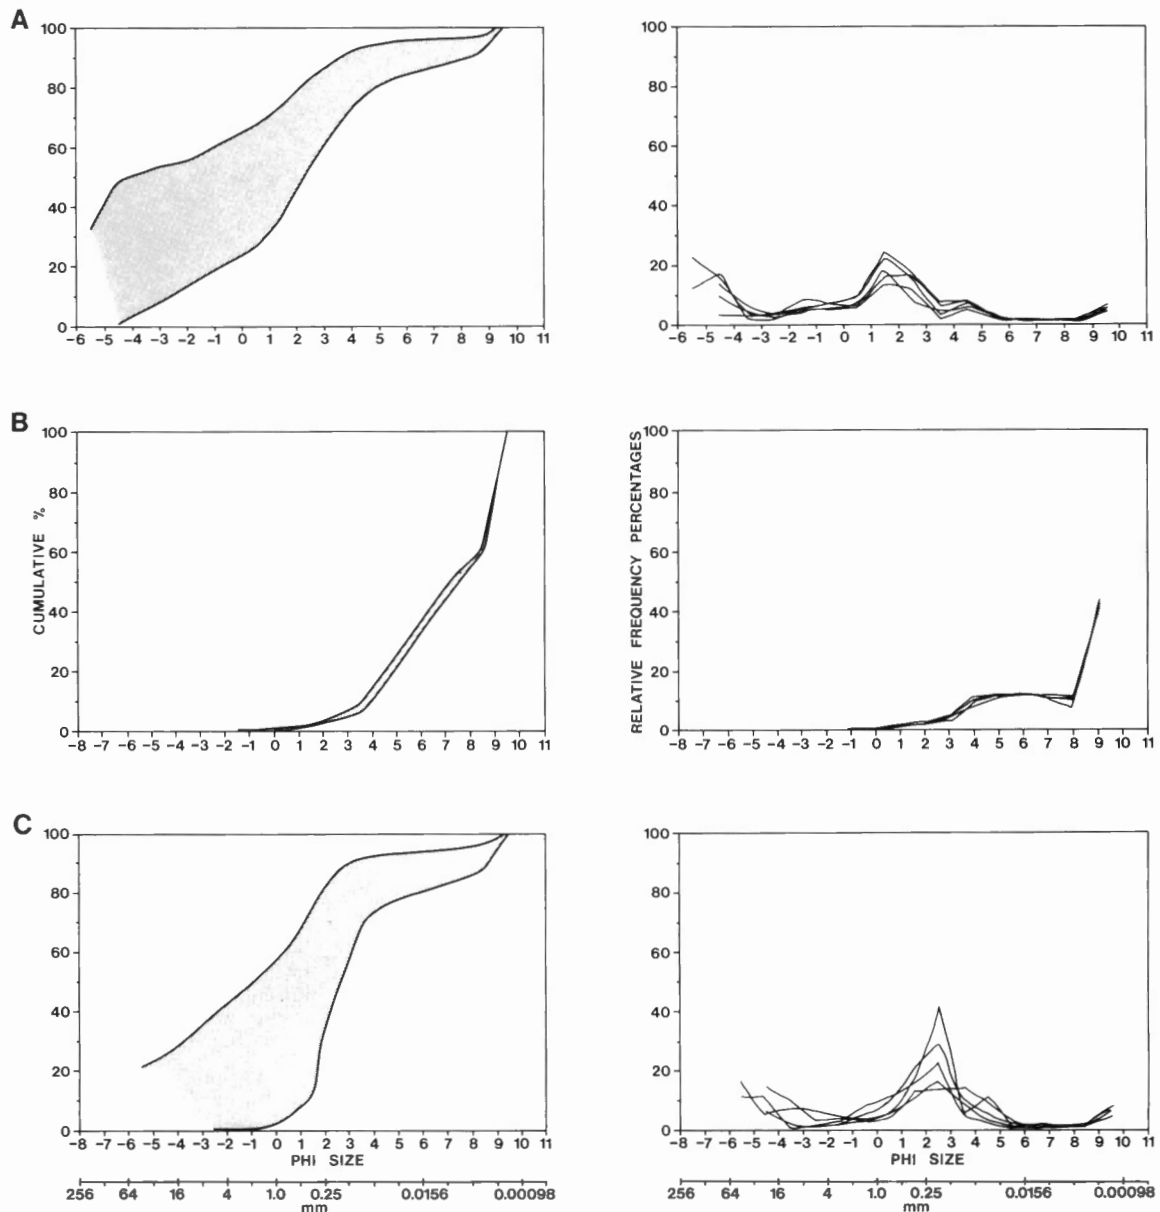 A
100
80
60
40
20
0
-6 -5 -4 -3 -2 -1 0 1 2 3 4 5 6 7 8 9 10 11
100
80
60
40
20
0
-6 -5 -4 -3 -2 -1 0 1 2 3 4 5 6 7 8 9 10 11
B
CUMULATIVE %
100
80
60
40
20
0
-8 -7 -6 -5 -4 -3 -2 -1 0 1 2 3 4 5 6 7 8 9 10 11
RELATIVE FREQUENCY PERCENTAGES
100
80
60
40
20
0
-8 -7 -6 -5 -4 -3 -2 -1 0 1 2 3 4 5 6 7 8 9 10 11
C
100
80
60
40
20
0
-8 -7 -6 -5 -4 -3 -2 -1 0 1 2 3 4 5 6 7 8 9 10 11
PHI SIZE
256 64 16 4 1.0 0.25 0.0156 0.00098
mm
100
80
60
40
20
0
-8 -7 -6 -5 -4 -3 -2 -1 0 1 2 3 4 5 6 7 8 9 10 11
PHI SIZE
256 64 16 4 1.0 0.25 0.0156 0.00098
mm